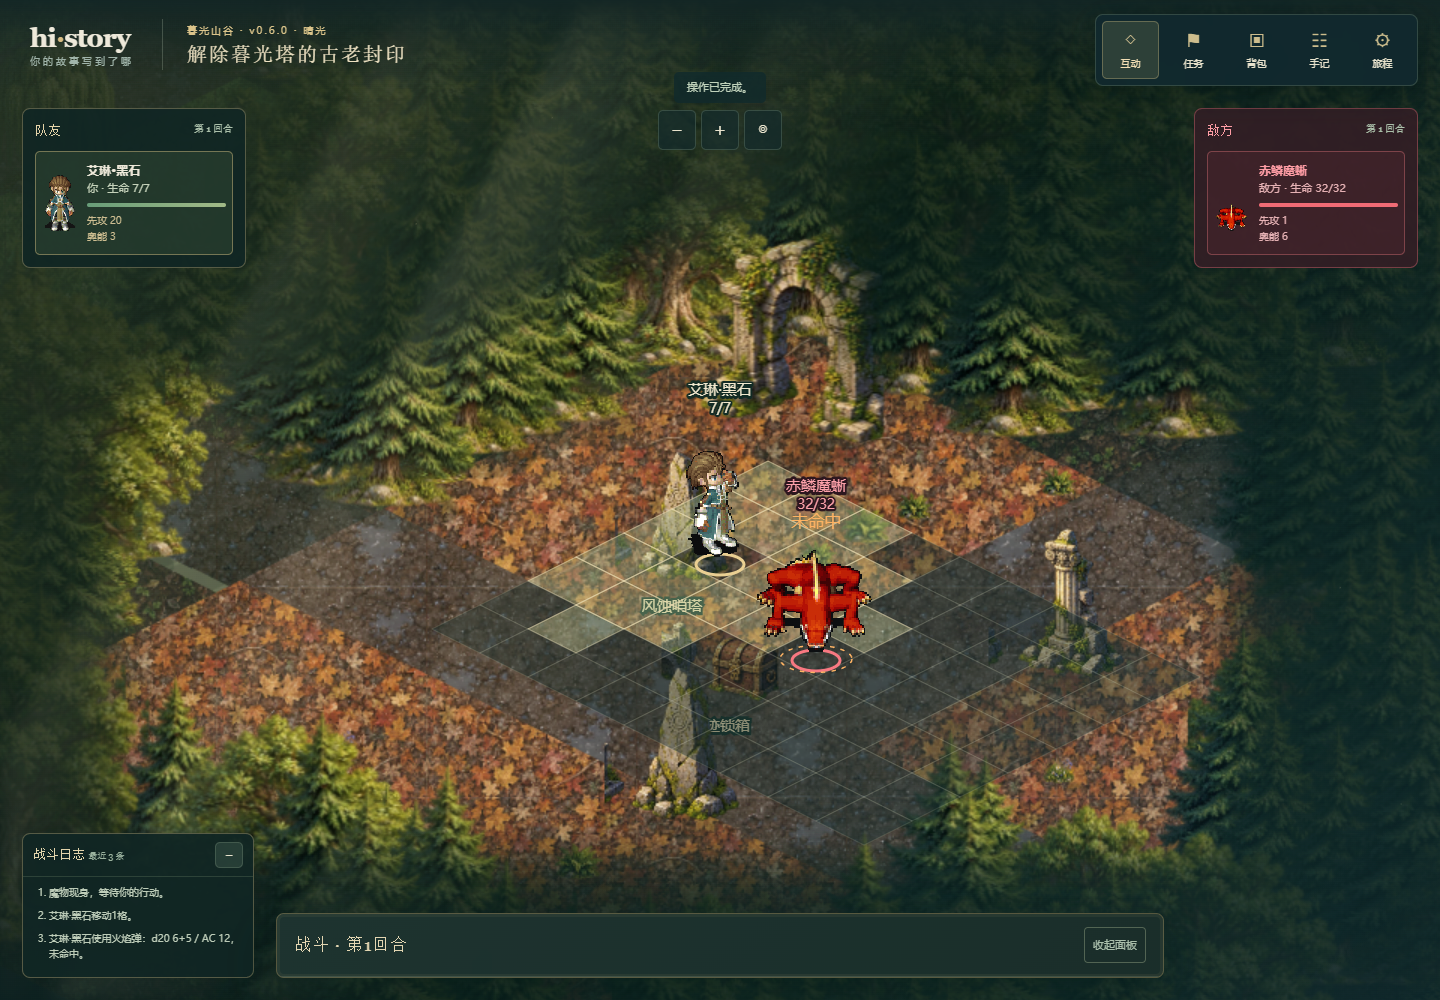 hi·story
你的故事写到了哪
暮光山谷 · v0.6.0 · 晴光
解除暮光塔的古老封印
互动
任务
背包
手记
旅程
操作已完成。
− + ⌾
队友 第1回合
艾琳·黑石
你 · 生命 7/7
先攻 20
奥能 3
敌方 第1回合
赤鳞魔蜥
敌方 · 生命 32/32
先攻 1
奥能 6
艾琳·黑石
7/7
赤鳞魔蜥
32/32
未命中
风蚀哨塔
锁箱
战斗日志 最近 3 条
−
1. 魔物现身，等待你的行动。
2. 艾琳·黑石移动1格。
3. 艾琳·黑石使用火焰弹：d20 6+5 / AC 12，
未命中。
战斗 · 第1回合
收起面板